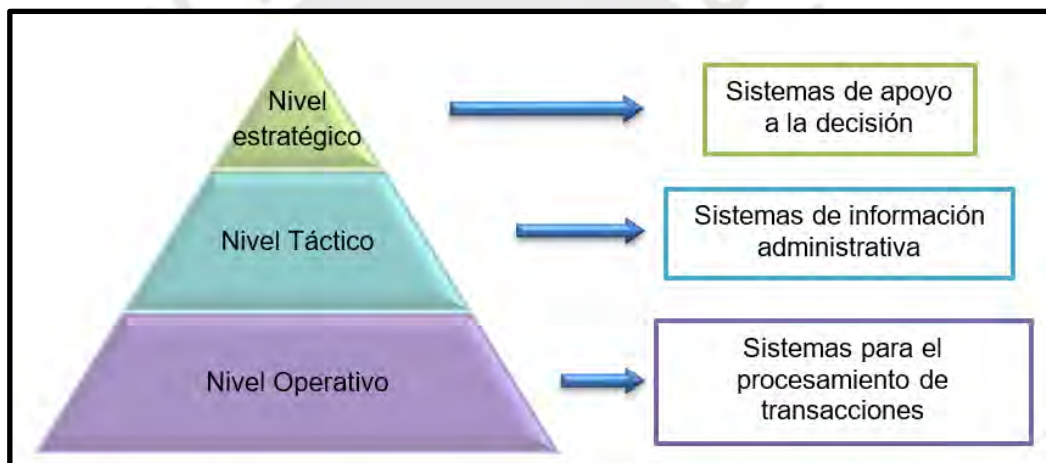 Nivel
estratégico
Sistemas de apoyo
a la decisión
Nivel Táctico
Sistemas de información
administrativa
Nivel Operativo
Sistemas para el
procesamiento de
transacciones